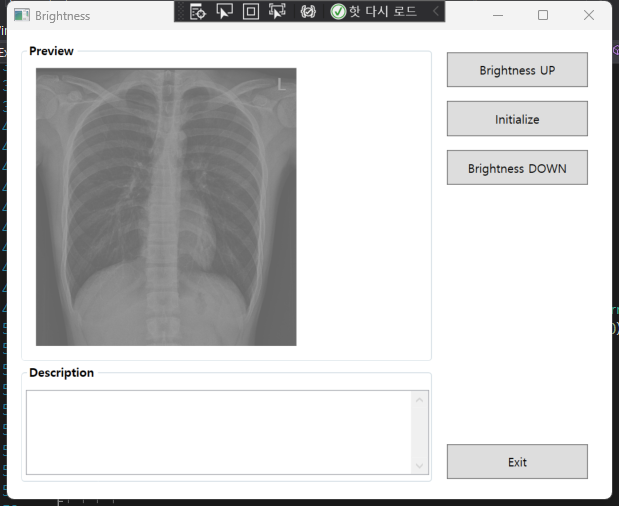 Brightness
핫 다시 로드
Preview
L
Brightness UP
Initialize
Brightness DOWN
Description
Exit